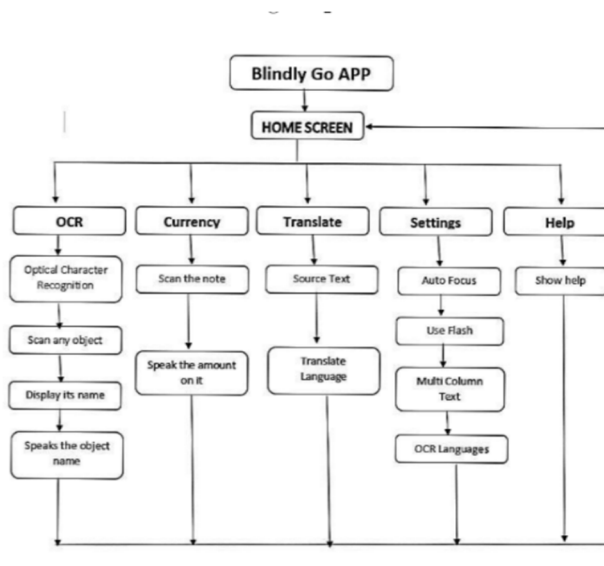 Blindly Go APP
HOME SCREEN
OCR
Currency
Translate
Settings
Help
Optical Character
Recognition
Scan the note
Source Text
Auto Focus
Show help
Scan any object
Use Flash
Speak the amount
on it
Translate
Language
Display its name
Multi Column
Text
Speaks the object
name
OCR Languages